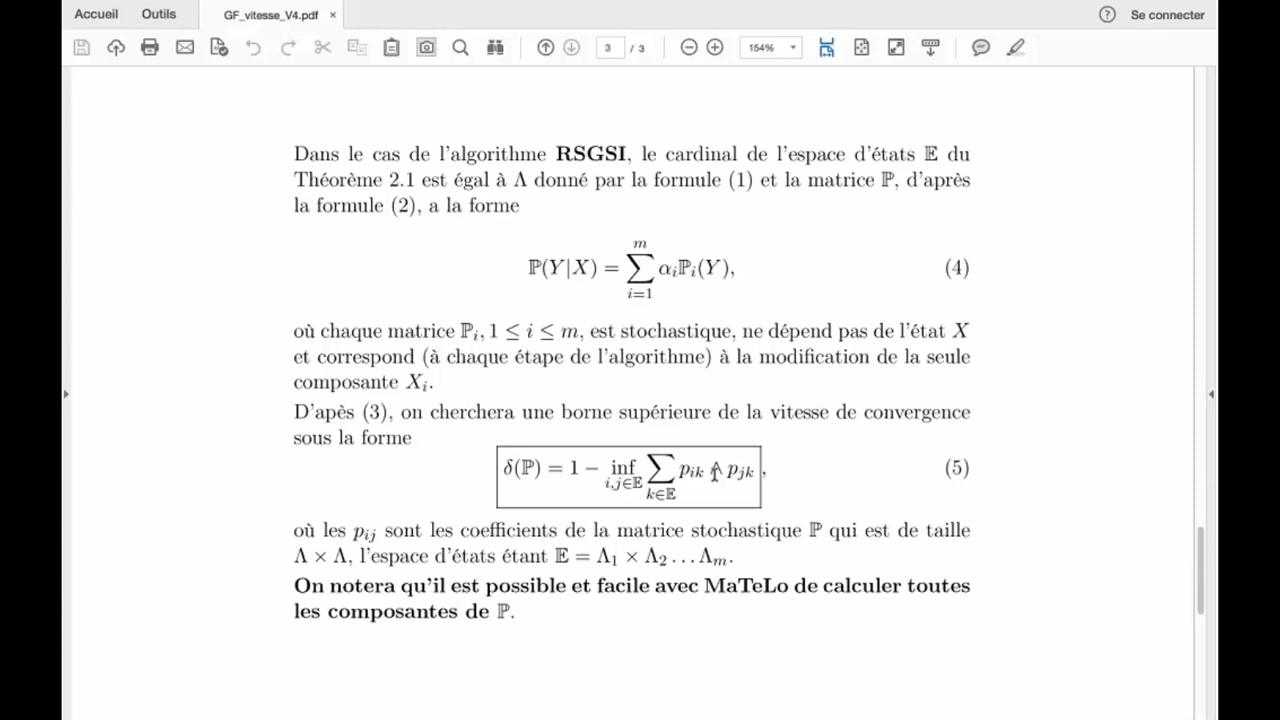 Accueil Outils GF_vitesse_V4.pdf × ? Se connecter
3 / 3 154%
Dans le cas de l'algorithme RSGSI, le cardinal de l'espace d'états 𝔼 du
Théorème 2.1 est égal à Λ donné par la formule (1) et la matrice ℙ, d'après
la formule (2), a la forme
ℙ(Y|X) = ∑_{i=1}^{m} α_iℙ_i(Y), (4)
où chaque matrice ℙ_i, 1 ≤ i ≤ m, est stochastique, ne dépend pas de l'état X
et correspond (à chaque étape de l'algorithme) à la modification de la seule
composante X_i.
D'apès (3), on cherchera une borne supérieure de la vitesse de convergence
sous la forme
δ(ℙ) = 1 − inf_{i,j∈𝔼} ∑_{k∈𝔼} p_{ik} ∧ p_{jk}, (5)
où les p_{ij} sont les coefficients de la matrice stochastique ℙ qui est de taille
Λ × Λ, l'espace d'états étant 𝔼 = Λ_1 × Λ_2 . . . Λ_m.
On notera qu'il est possible et facile avec MaTeLo de calculer toutes
les composantes de ℙ.